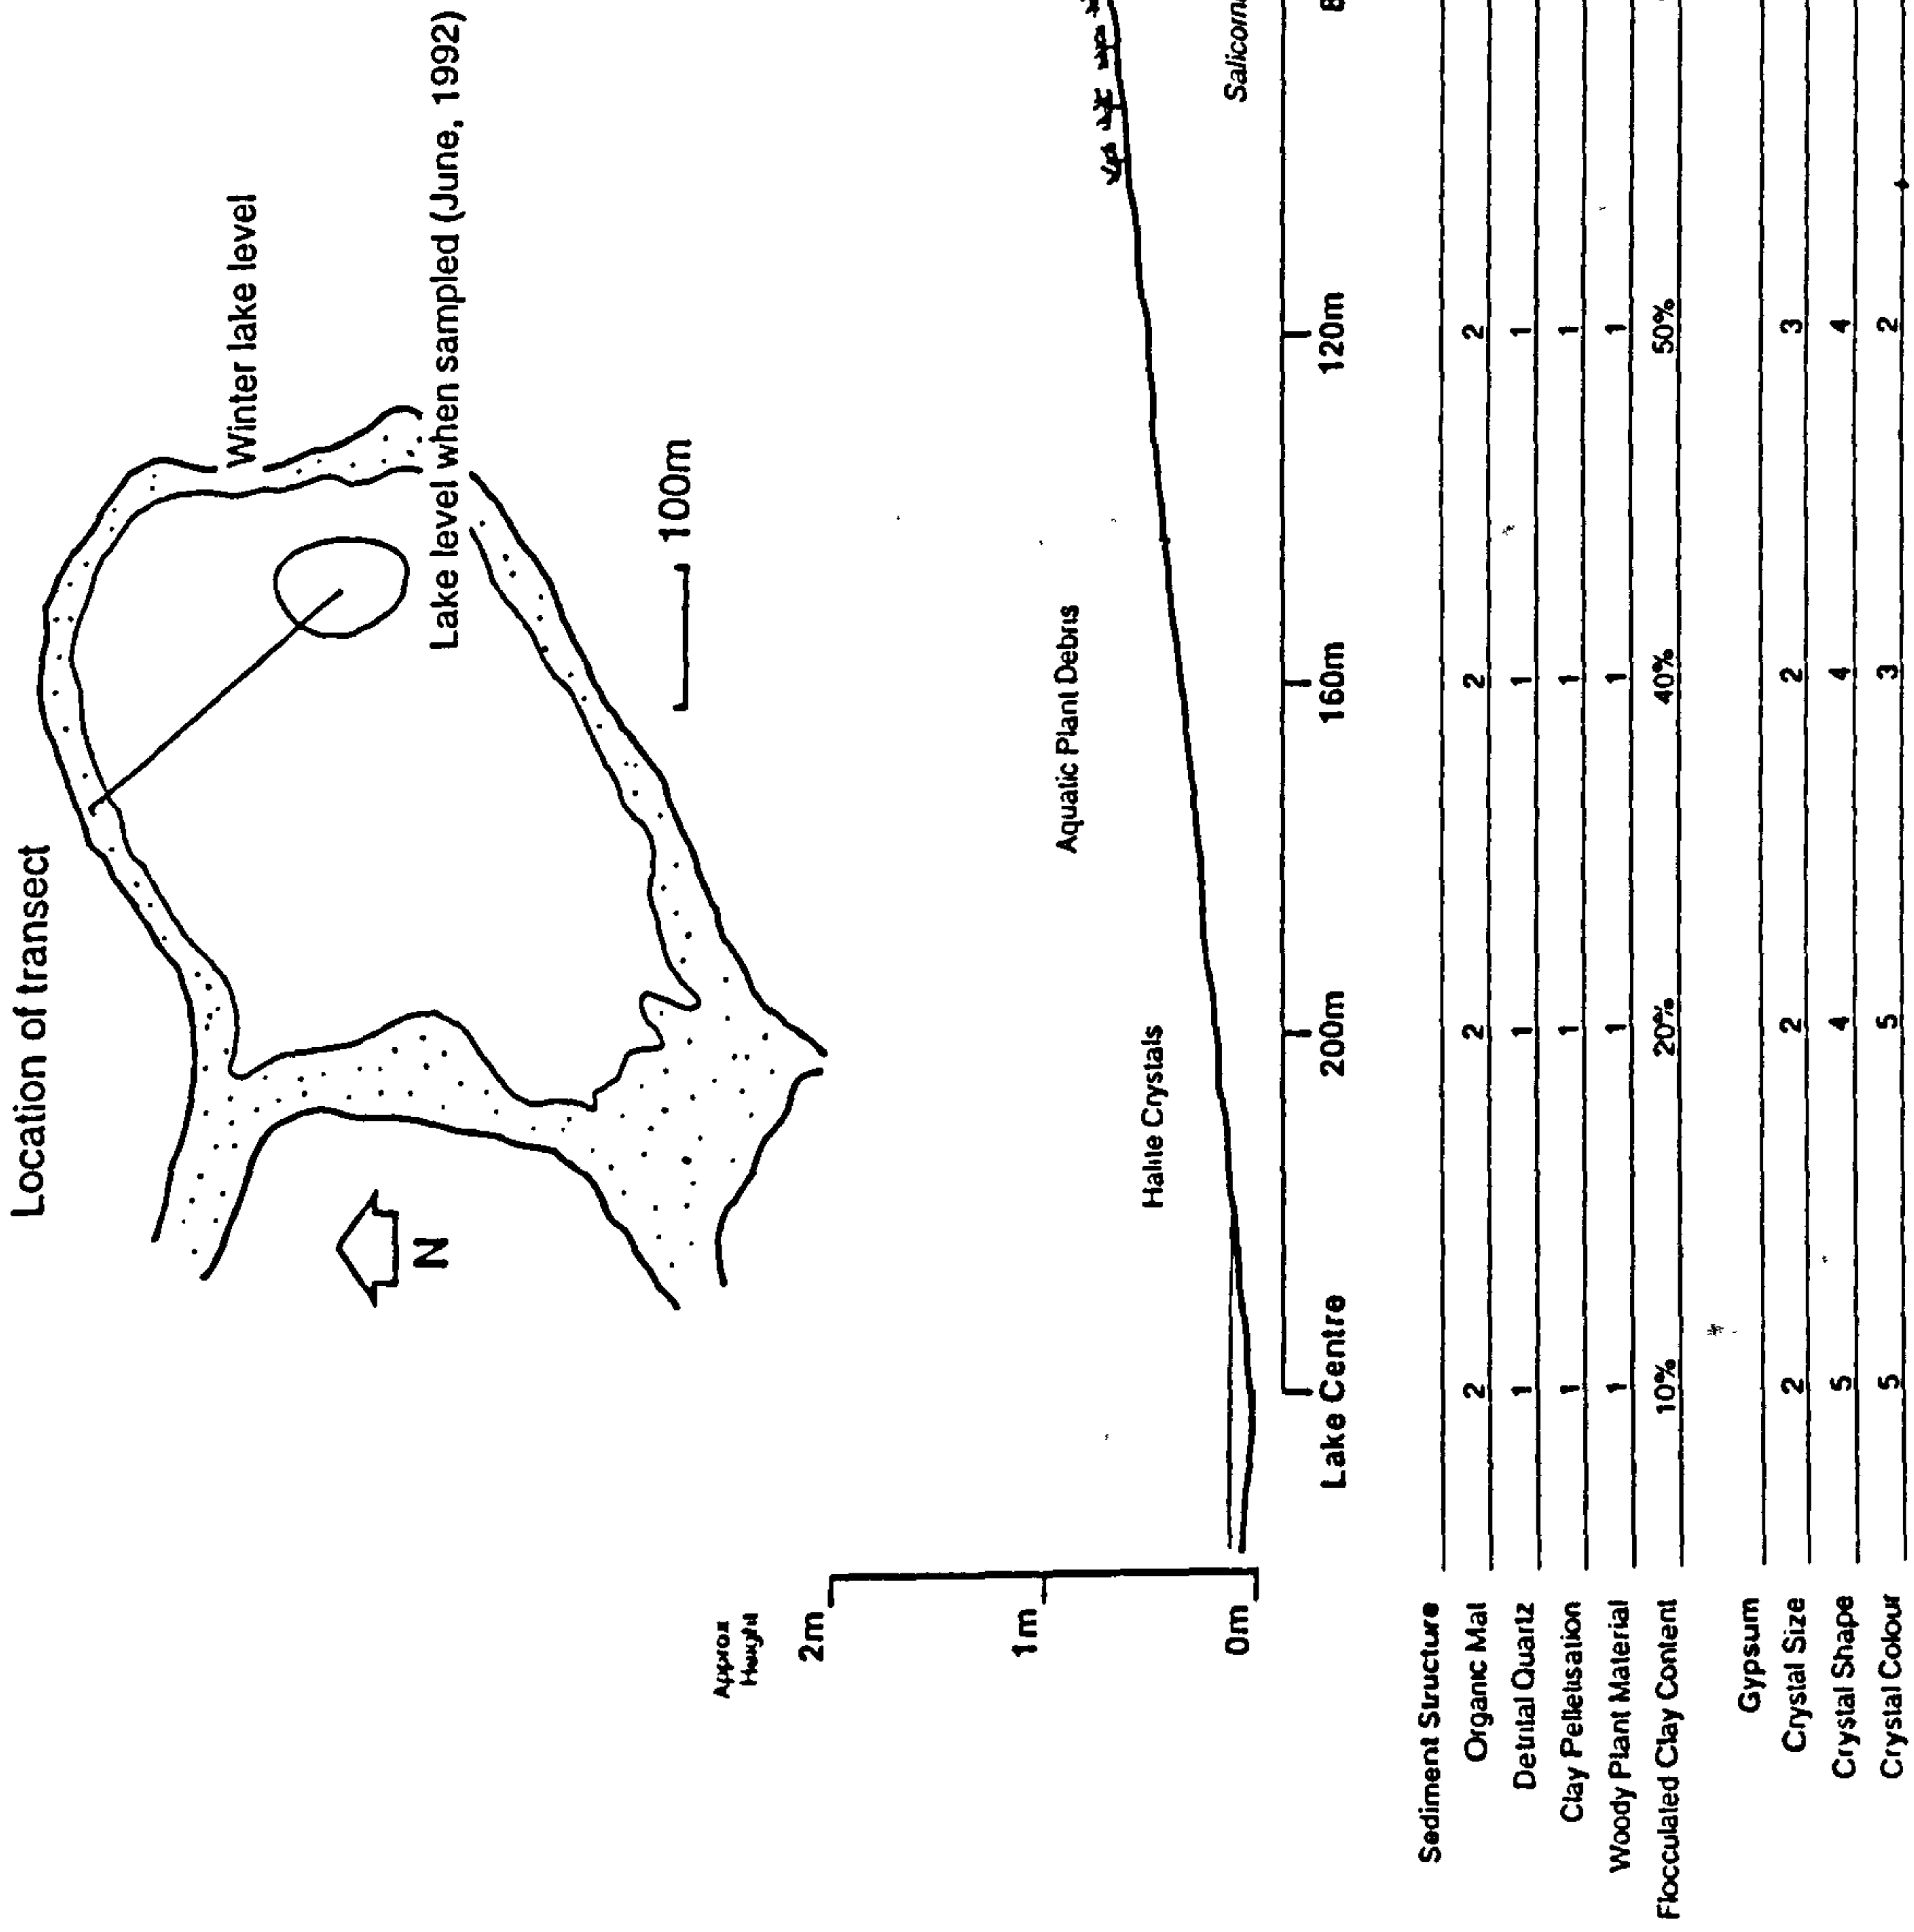 Location of transect
Winter lake level
Lake level when sampled (June, 1992)
N
100m
Approx
Height
2m
1m
0m
Halite Crystals
Aquatic Plant Debris
Lake Centre
200m
160m
120m
Sediment Structure
Organic Mat 2 2 2 2
Detrital Quartz 1 1 1 1
Clay Pelletisation 1 1 1 1
Woody Plant Material 1 1 1 1
Flocculated Clay Content 10% 20% 40% 50%
Gypsum
Crystal Size 2 2 2 3
Crystal Shape 5 4 4 4
Crystal Colour 5 5 3 2